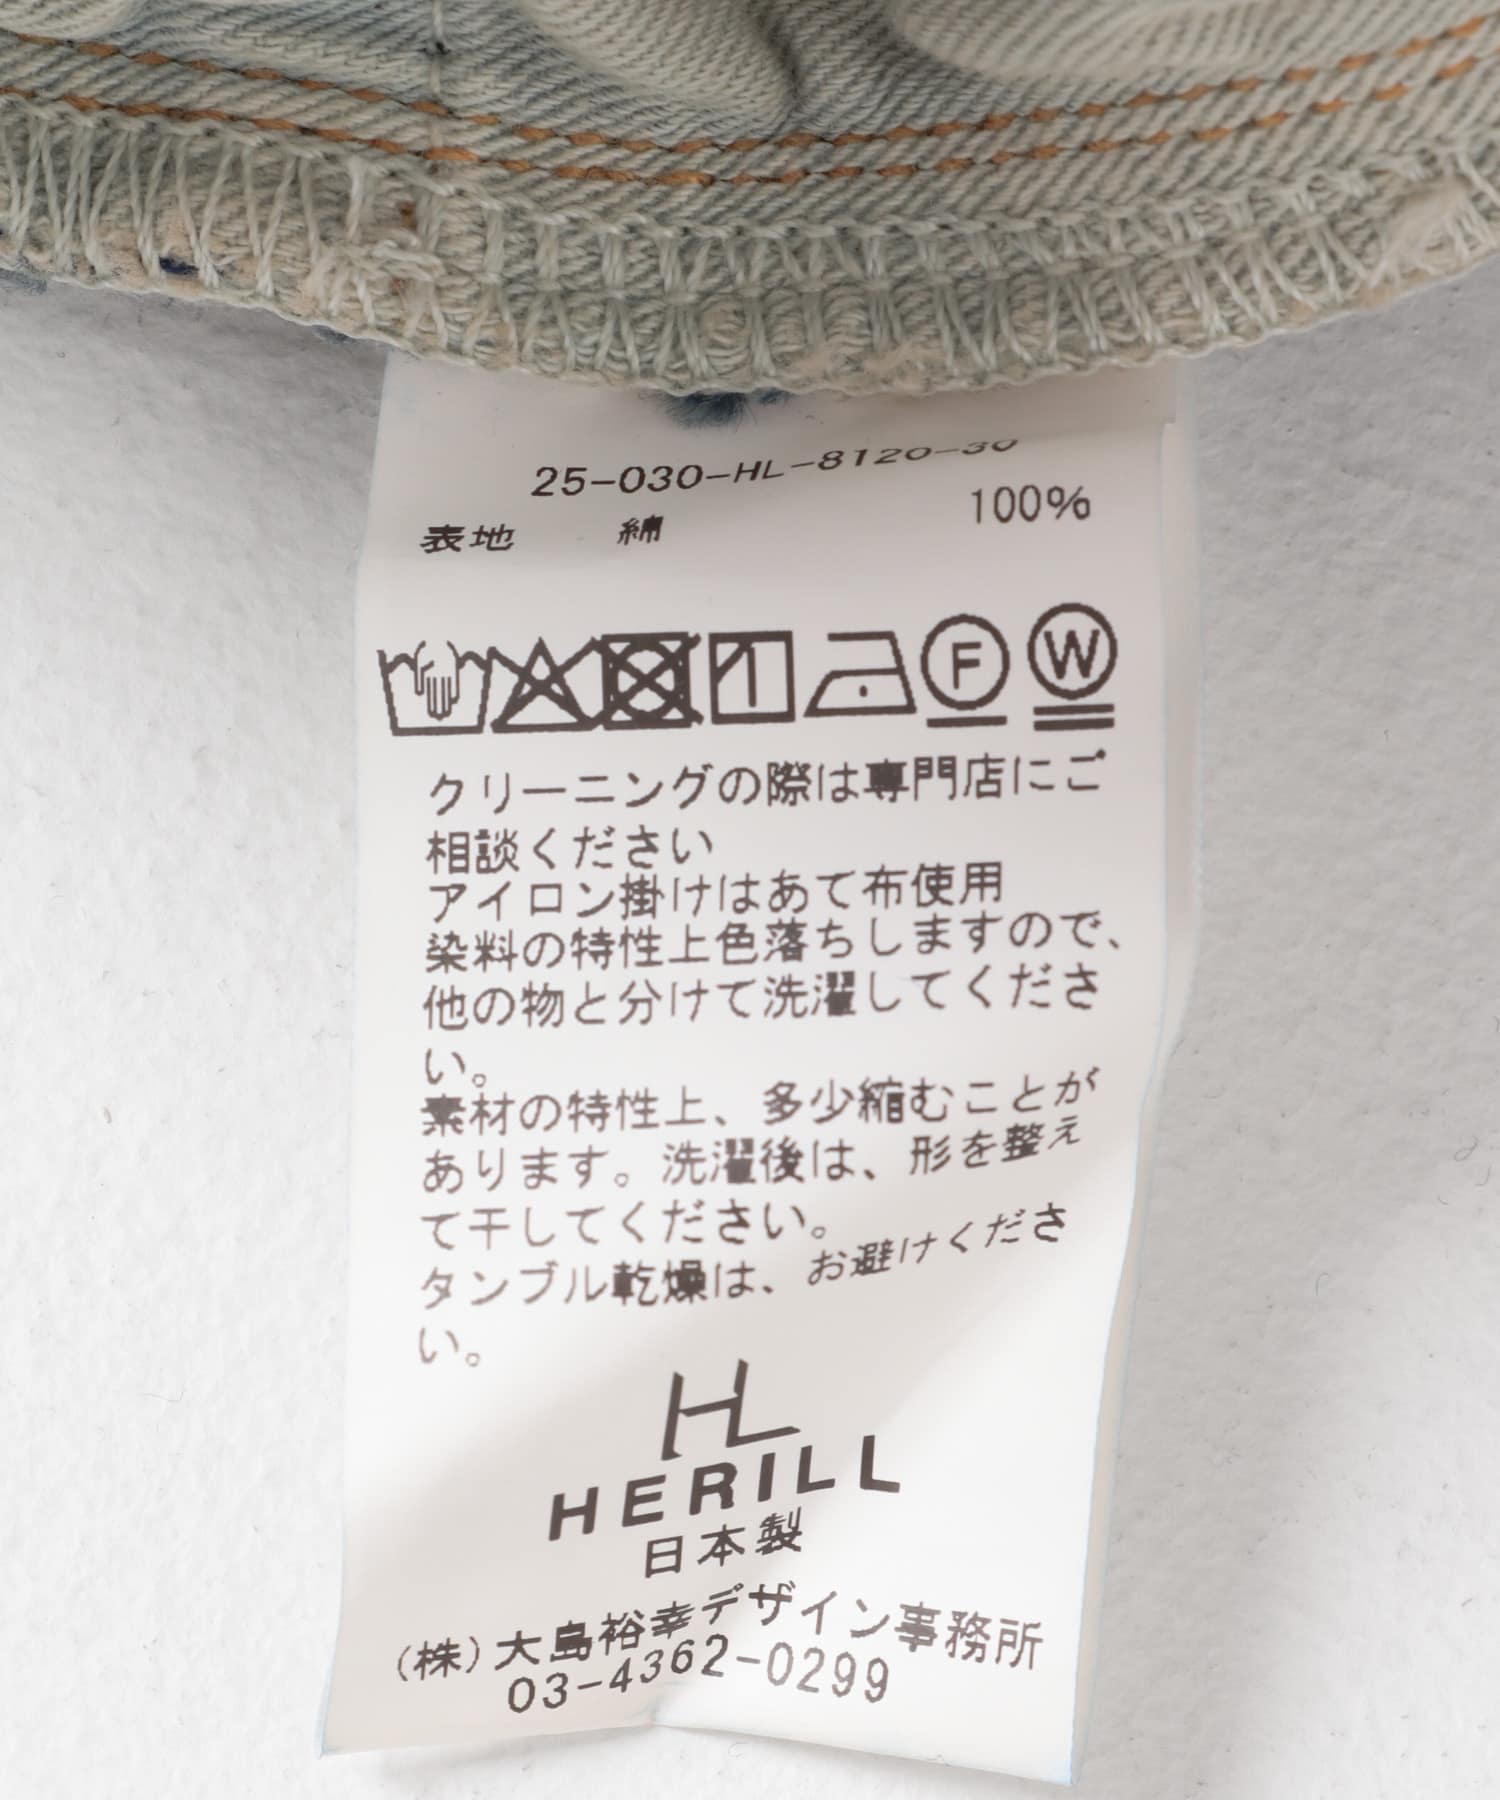 25-030-HL-8120-30
表地 綿 100%
F W
クリーニングの際は専門店にご
相談ください
アイロン掛けはあて布使用
染料の特性上色落ちしますので、
他の物と分けて洗濯してくださ
い。
素材の特性上、多少縮むことが
あります。洗濯後は、形を整え
て干してください。
タンブル乾燥は、お避けくださ
い。
HL
HERILL
日本製
(株)大島裕幸デザイン事務所
03-4362-0299